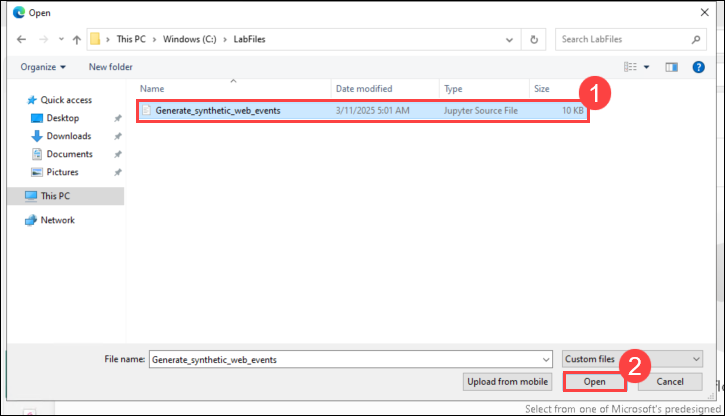 Open
This PC > Windows (C:) > LabFiles
Search LabFiles
Organize
New folder
Name
Date modified
Type
Size
1
Quick access
Generate_synthetic_web_events
3/11/2025 5:01 AM
Jupyter Source File
10 KB
Desktop
Downloads
Documents
Pictures
This PC
Network
File name:
Generate_synthetic_web_events
Custom files
2
Upload from mobile
Open
Cancel
Select from one of Microsoft's predesigned